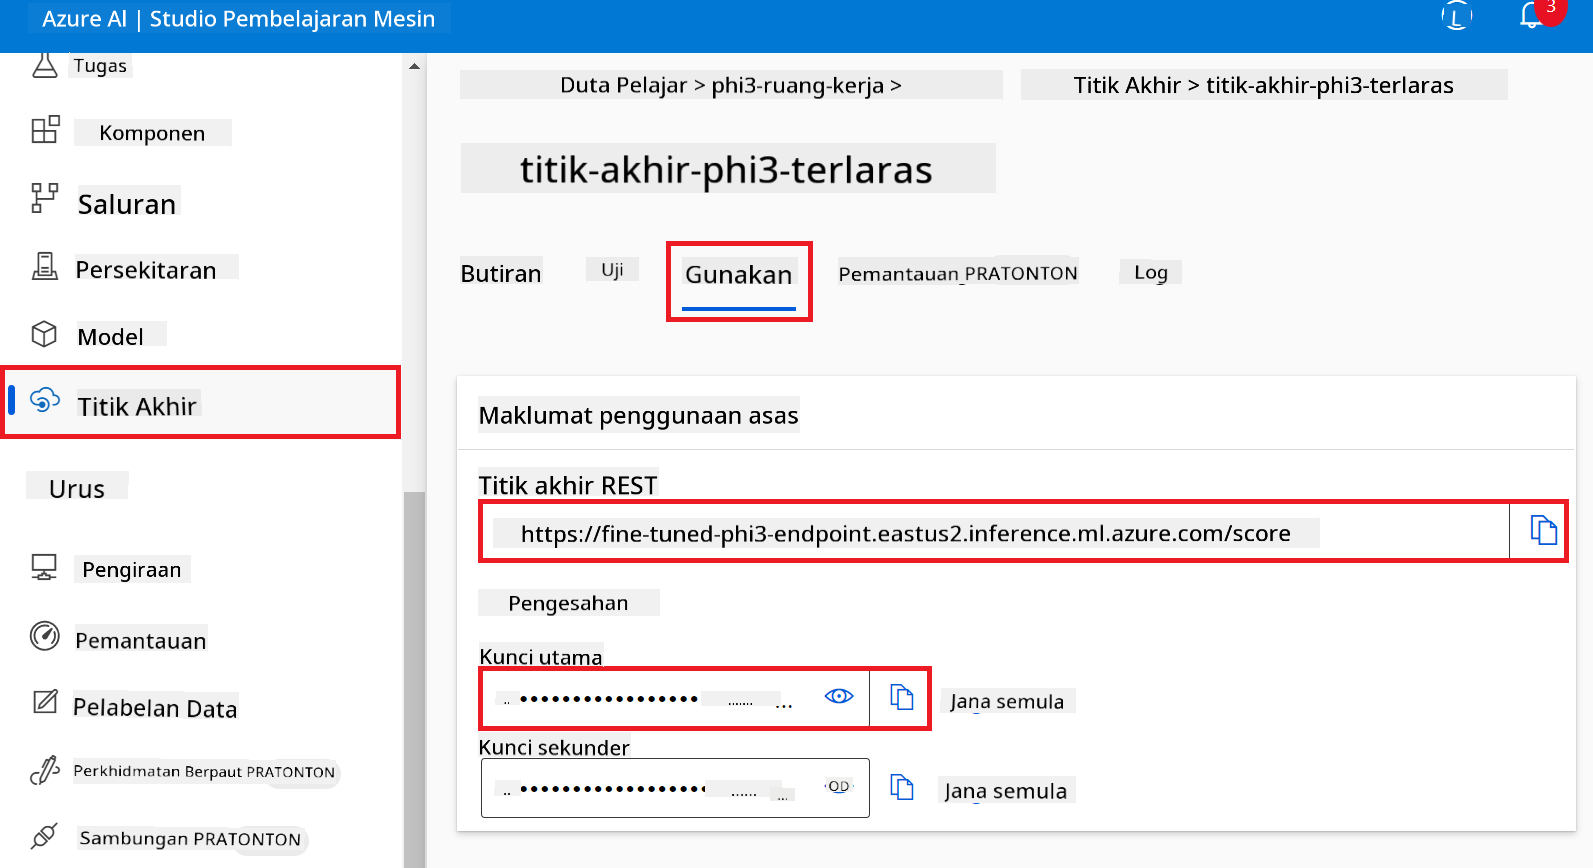 Azure AI | Studio Pembelajaran Mesin
L
3
Tugas
Komponen
Saluran
Persekitaran
Model
Titik Akhir
Urus
Pengiraan
Pemantauan
Pelabelan Data
Perkhidmatan Berpaut PRATONTON
Sambungan PRATONTON
Duta Pelajar > phi3-ruang-kerja >
Titik Akhir > titik-akhir-phi3-terlaras
titik-akhir-phi3-terlaras
Butiran
Uji
Gunakan
Pemantauan PRATONTON
Log
Maklumat penggunaan asas
Titik akhir REST
https://fine-tuned-phi3-endpoint.eastus2.inference.ml.azure.com/score
Pengesahan
Kunci utama
Jana semula
Kunci sekunder
OD
Jana semula